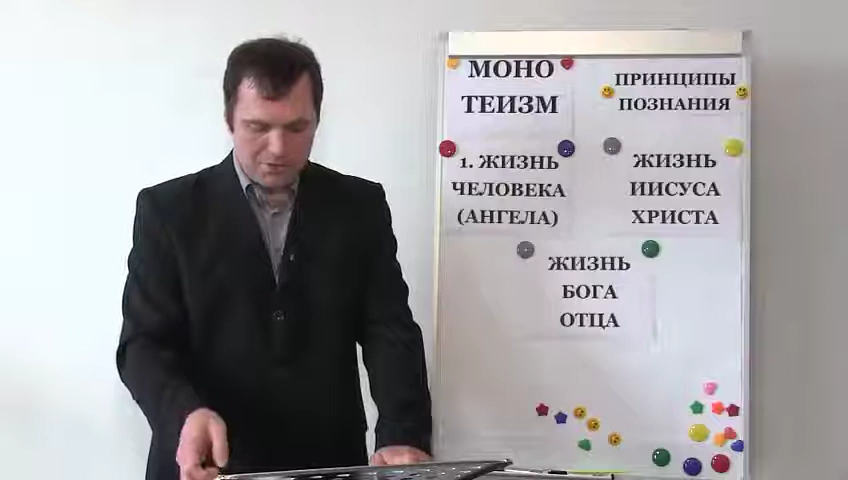 МОНО
ТЕИЗМ
ПРИНЦИПЫ
ПОЗНАНИЯ
1. ЖИЗНЬ
ЧЕЛОВЕКА
(АНГЕЛА)
ЖИЗНЬ
ИИСУСА
ХРИСТА
ЖИЗНЬ
БОГА
ОТЦА